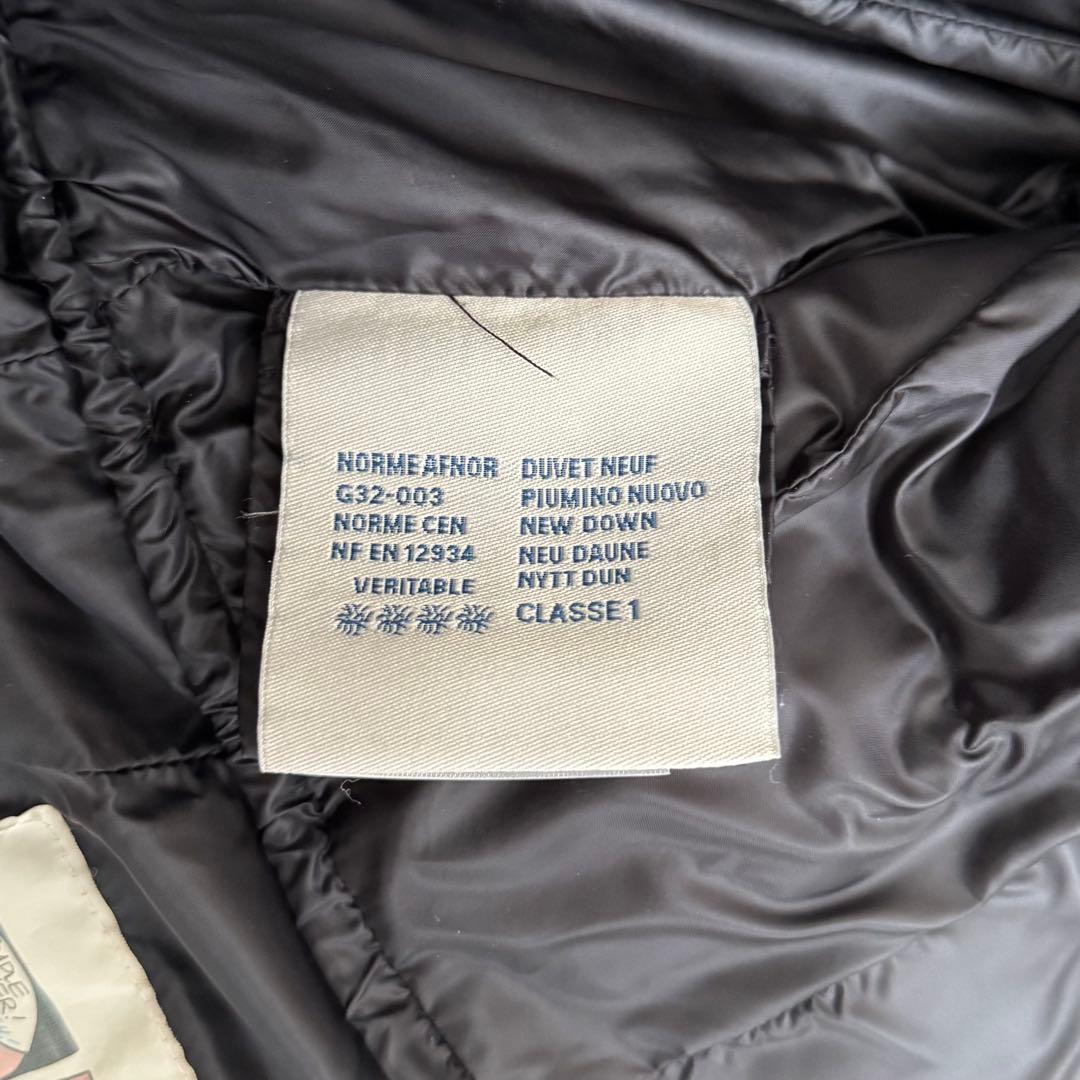 NORME AFNOR
G32-003
NORME CEN
NF EN 12934
VERITABLE
DUVET NEUF
PIUMINO NUOVO
NEW DOWN
NEU DAUNE
NYTT DUN
CLASSE 1